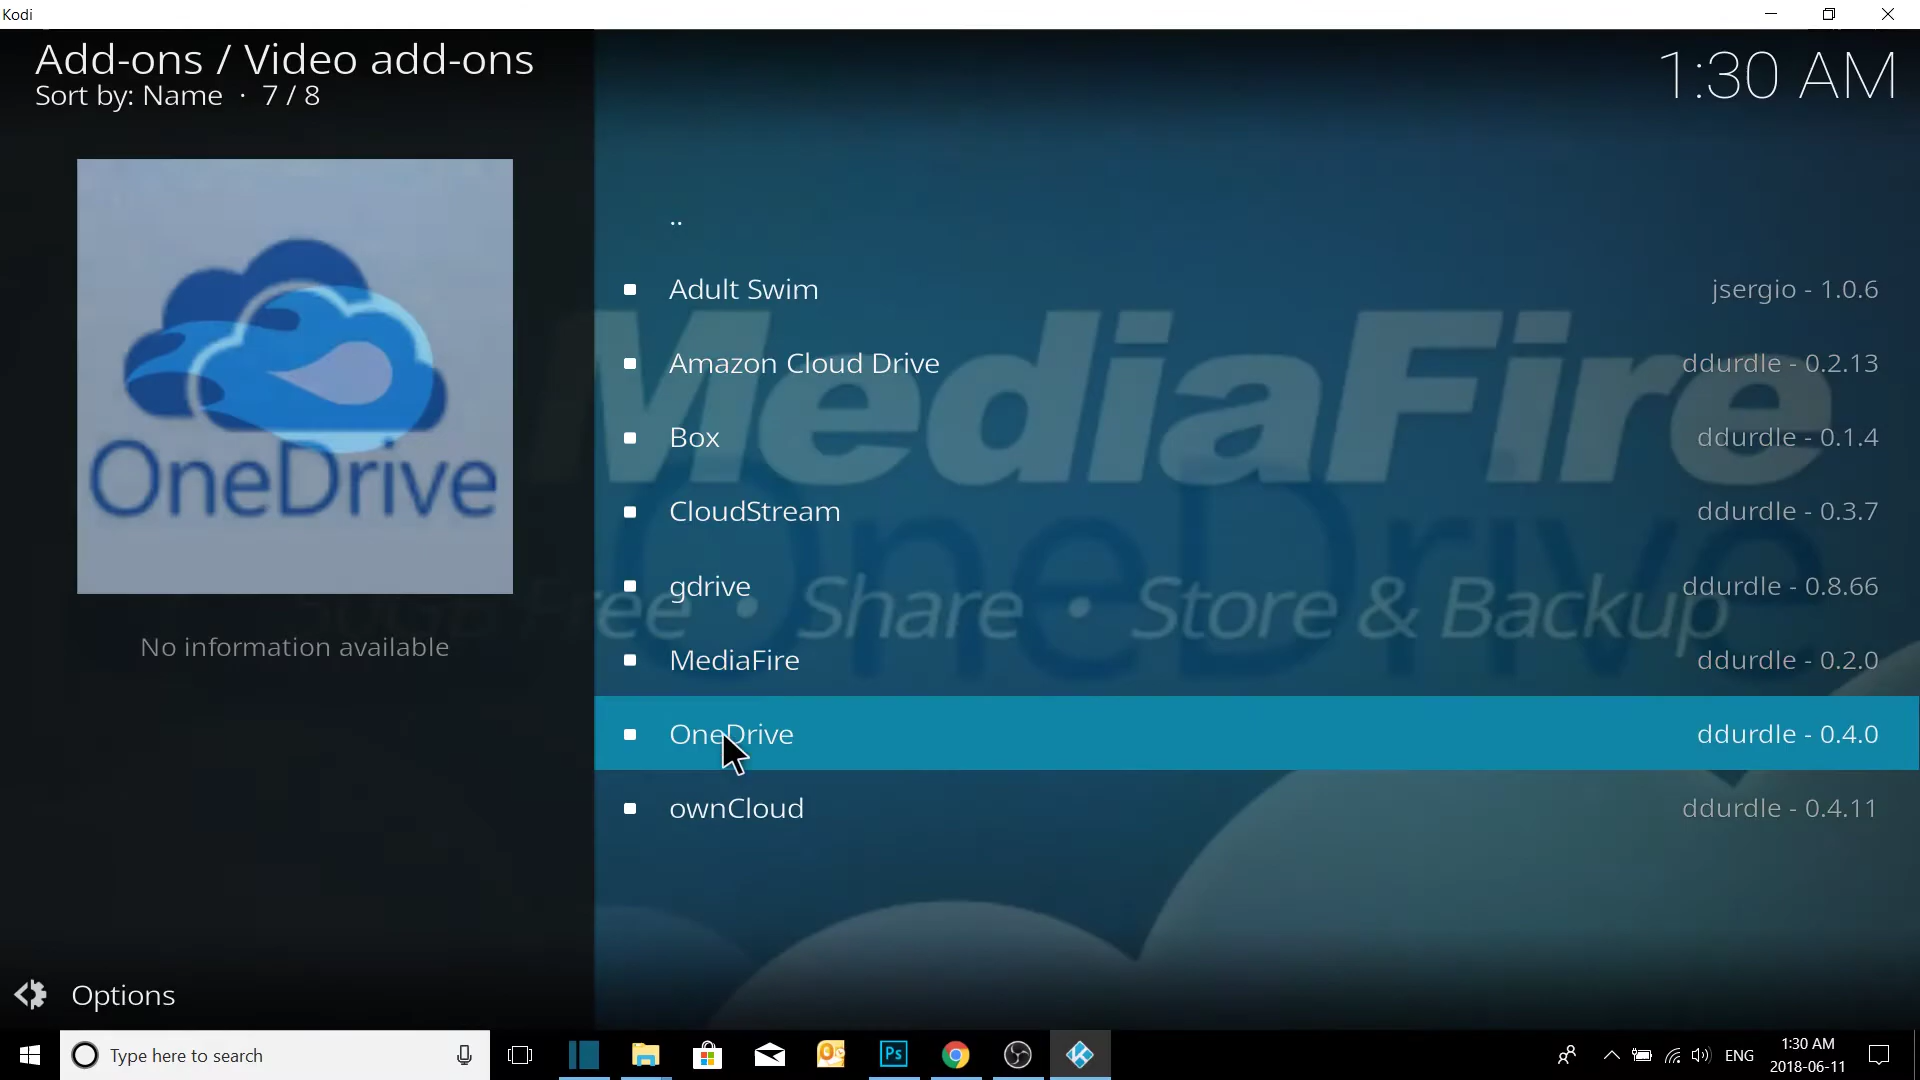 Kodi
Add-ons / Video add-ons
Sort by: Name · 7 / 8
1:30 AM
OneDrive
No information available
..
Adult Swim jsergio - 1.0.6
Amazon Cloud Drive ddurdle - 0.2.13
Box ddurdle - 0.1.4
CloudStream ddurdle - 0.3.7
gdrive ddurdle - 0.8.66
MediaFire ddurdle - 0.2.0
OneDrive ddurdle - 0.4.0
ownCloud ddurdle - 0.4.11
MediaFire
OneDrive
50GB Free • Share • Store & Backup
Options
Type here to search
Ps
ENG
1:30 AM
2018-06-11